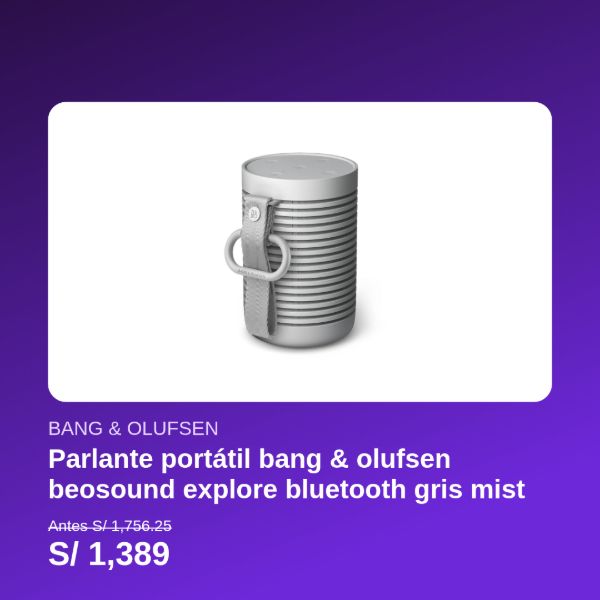 BANG & OLUFSEN
Parlante portátil bang & olufsen
beosound explore bluetooth gris mist
Antes S/ 1,756.25
S/ 1,389